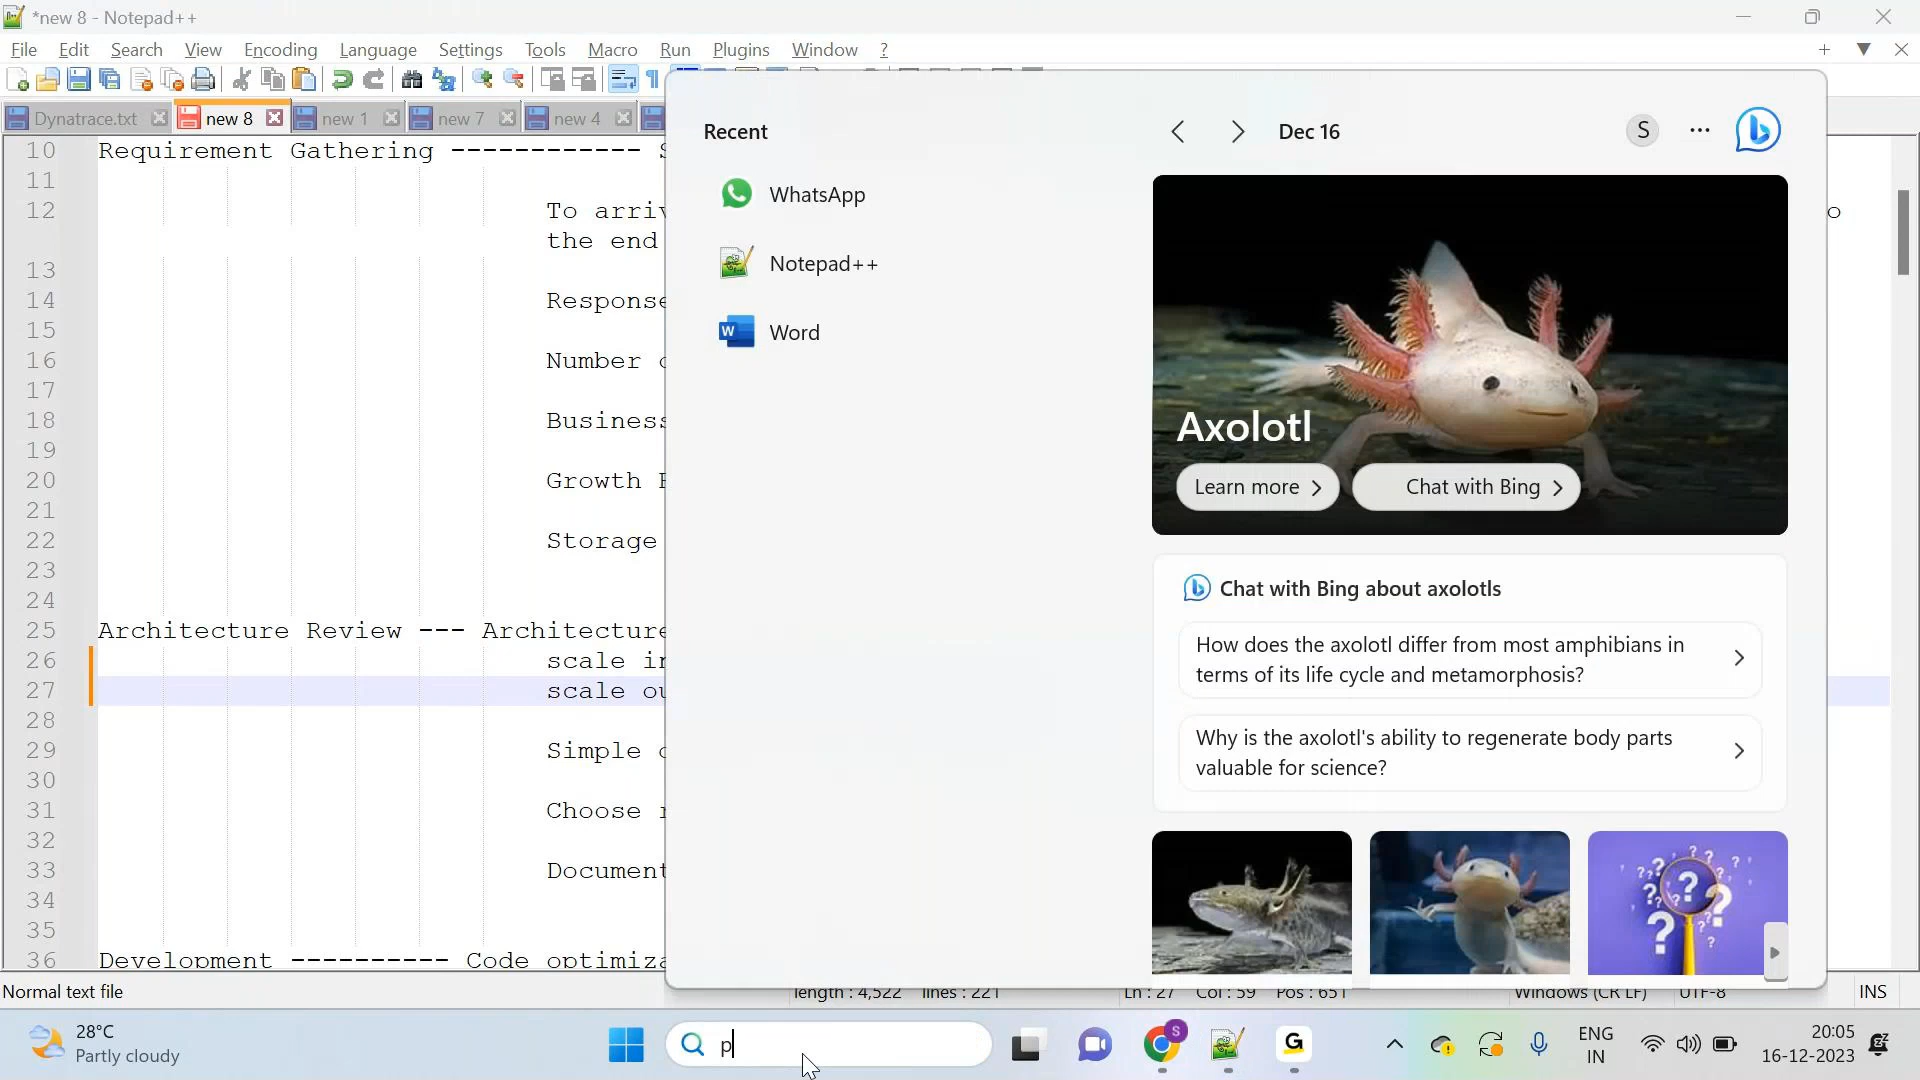 *new 8 - Notepad++
File Edit Search View Encoding Language Settings Tools Macro Run Plugins Window ?
Dynatrace.txt new 8 new 1 new 7 new 4
10 Requirement Gathering ------------
11
12 To
the end
13
14
15
16 Number
17
18
19
20 Growth
21
22 Storage
23
24
25 Architecture Review --- Architecture
26 scale
27 scale
28
29 Simple
30
31 Choose
32
33
34
35
36 Development ---------- Code
Normal text file
length : 4,522 lines : 221 Ln : 27 Col : 59 Pos : 651 Windows (CR LF) UTF-8 INS
Recent
WhatsApp
Notepad++
Word
Dec 16
S
Axolotl
Learn more
Chat with Bing
Chat with Bing about axolotls
How does the axolotl differ from most amphibians in
terms of its life cycle and metamorphosis?
Why is the axolotl's ability to regenerate body parts
valuable for science?
28°C
Partly cloudy
p
S
G
ENG
IN
20:05
16-12-2023